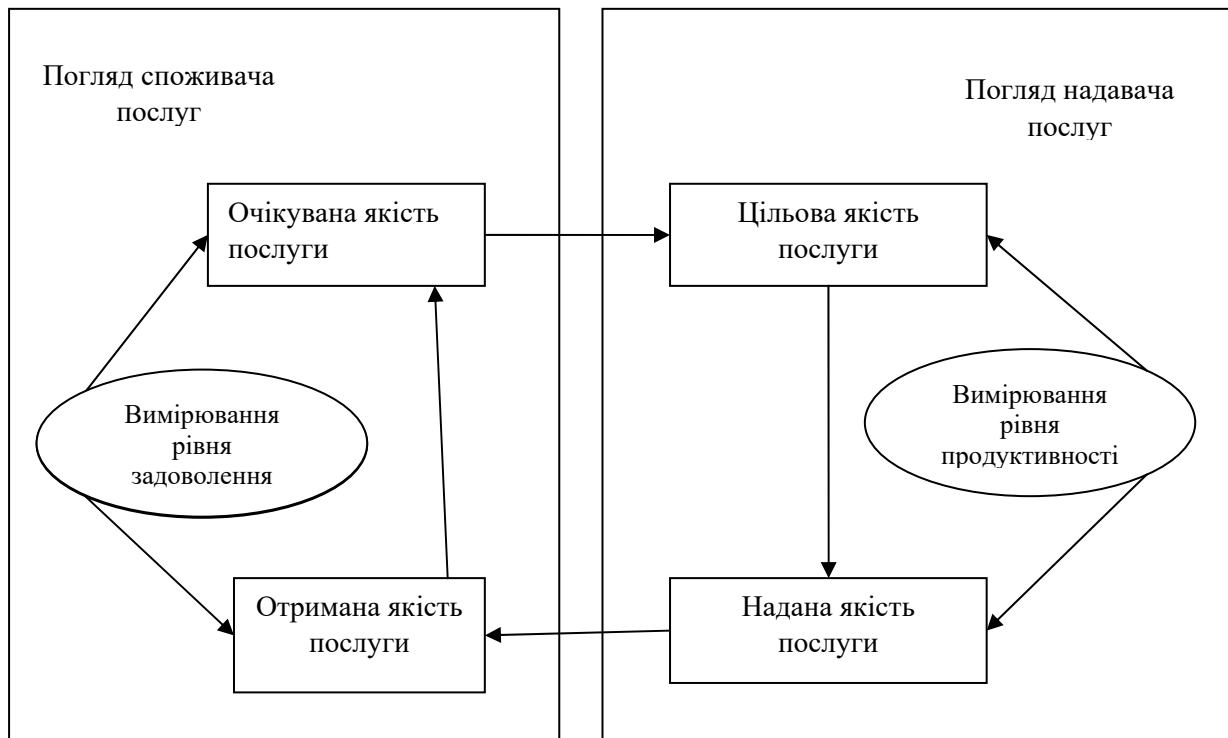 Погляд споживача
послуг
Погляд надавача
послуг
Очікувана якість
послуги
Цільова якість
послуги
Вимірювання
рівня
задоволення
Вимірювання
рівня
продуктивності
Отримана якість
послуги
Надана якість
послуги